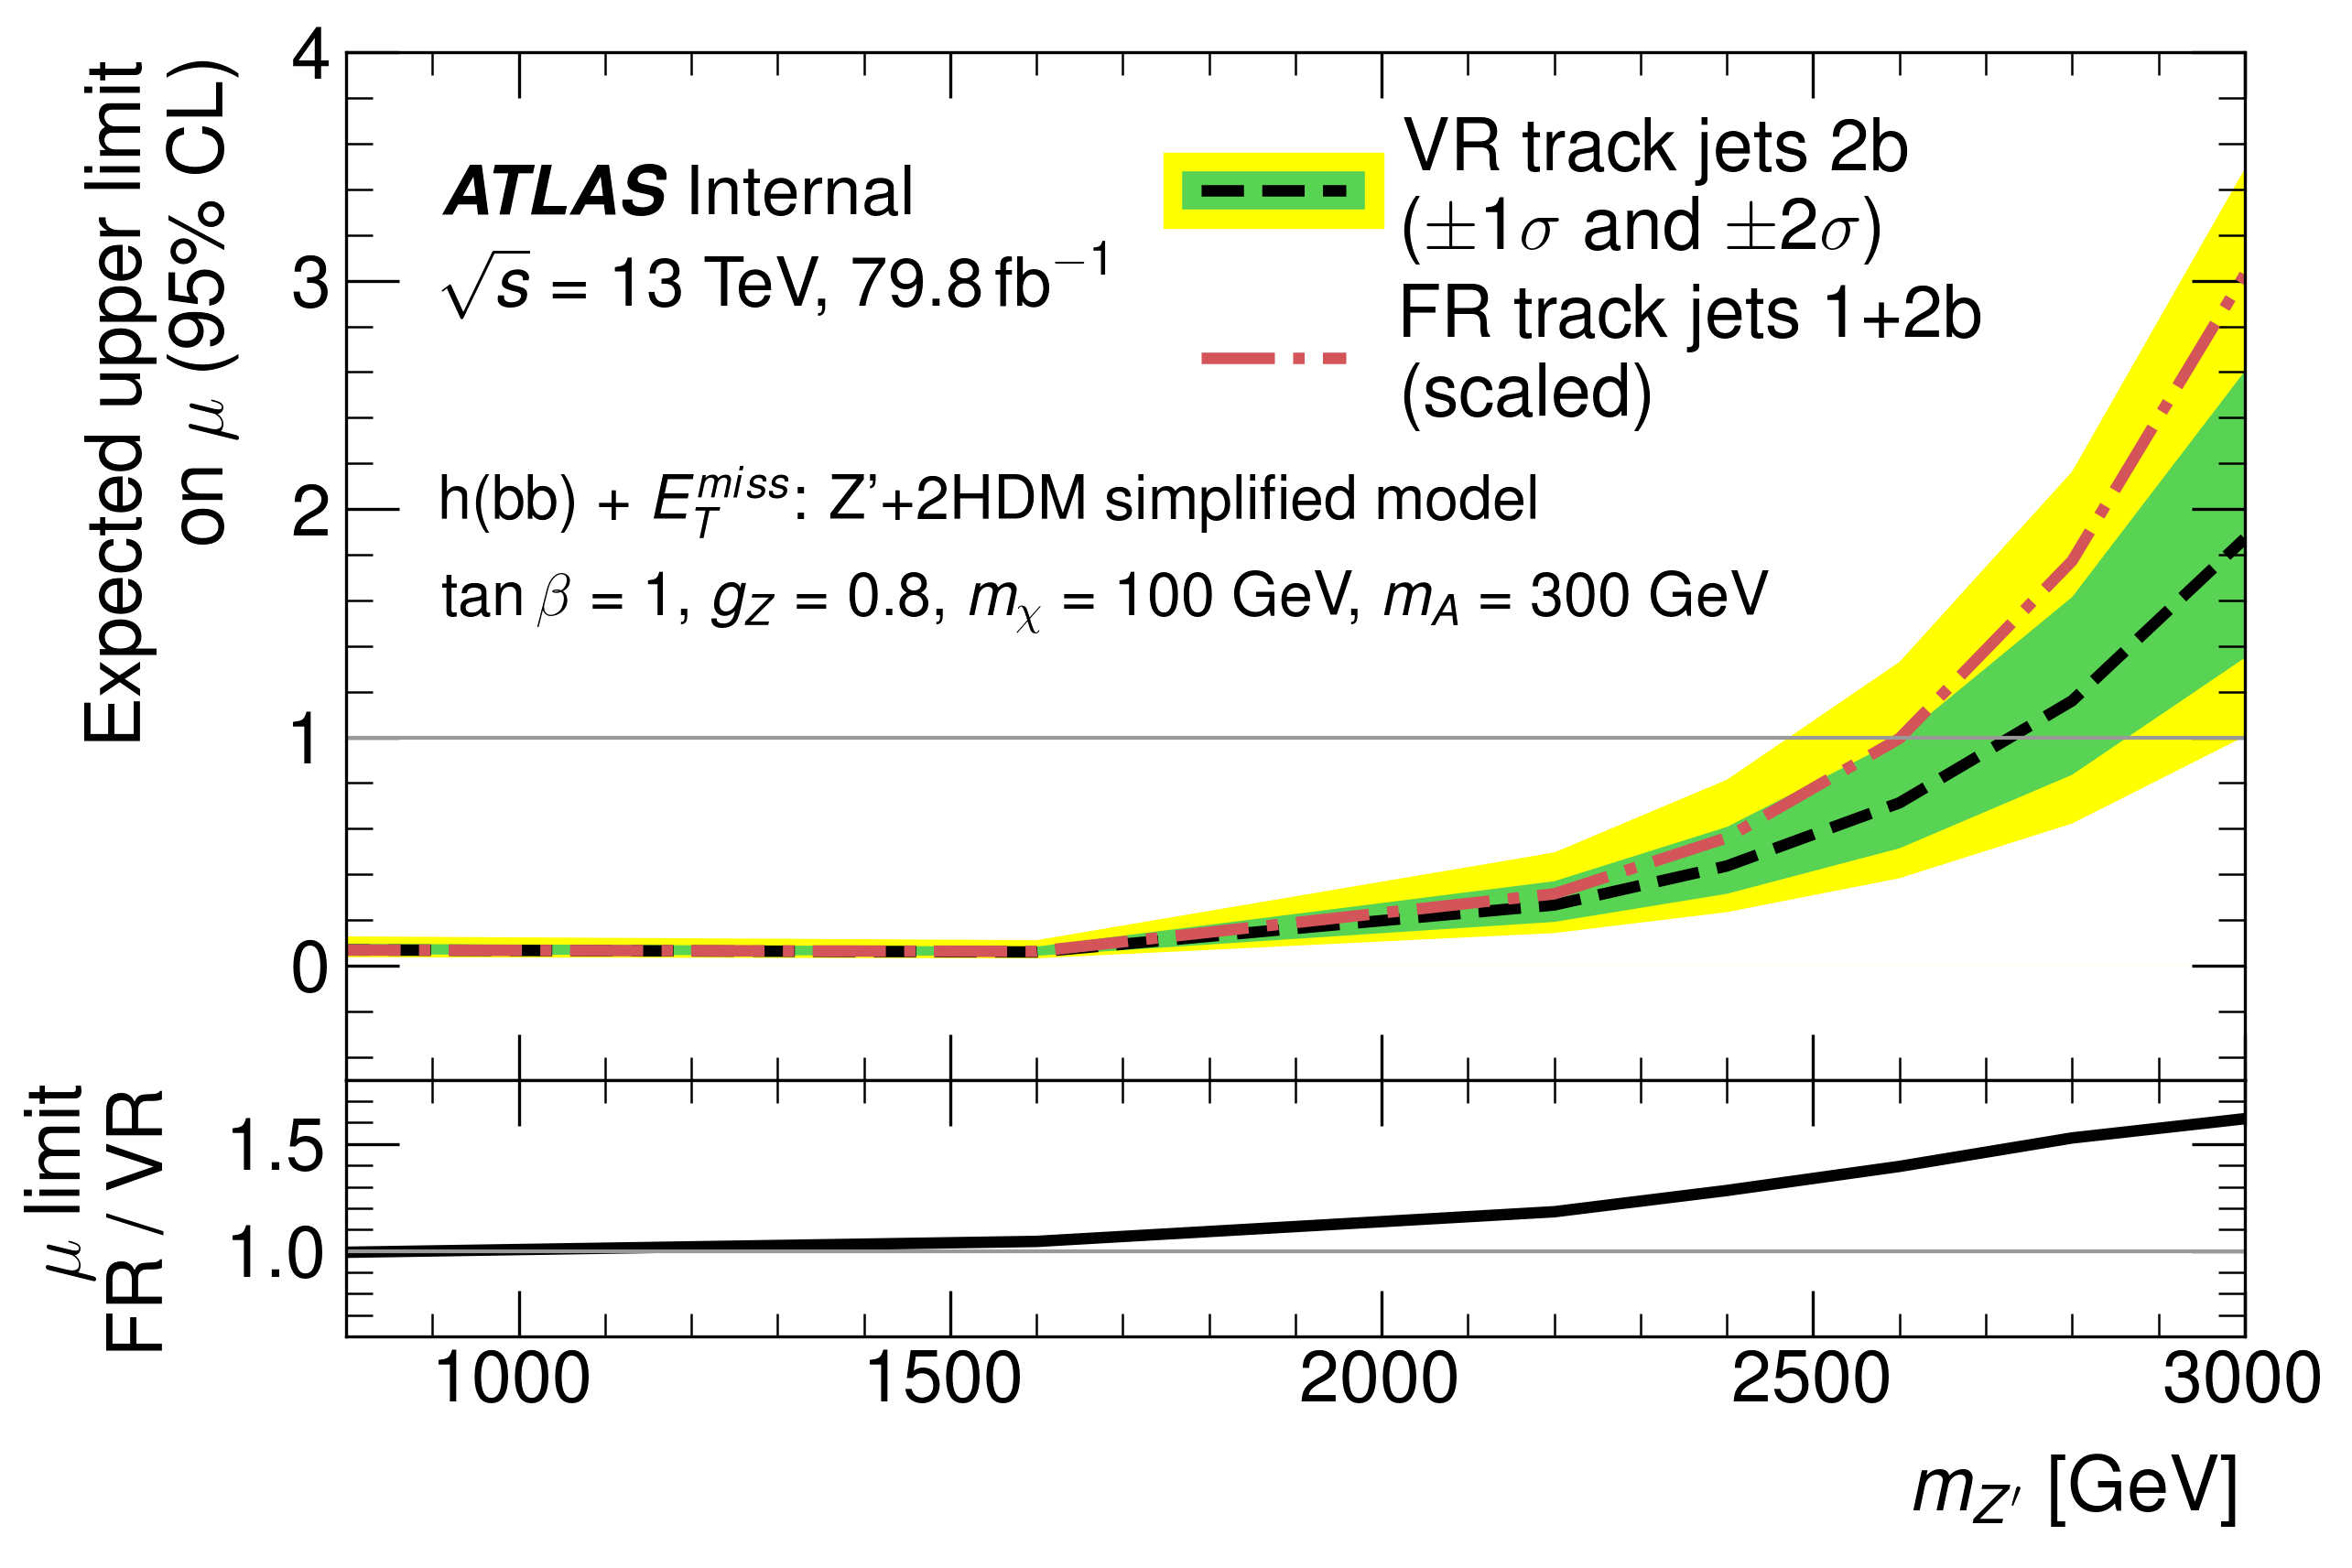 Expected upper limit
on μ (95% CL)
4
3
2
1
0
ATLAS Internal
√s = 13 TeV, 79.8 fb⁻¹
VR track jets 2b
(±1σ and ±2σ)
FR track jets 1+2b
(scaled)
h(bb) + E_T^miss: Z'+2HDM simplified model
tan β = 1, g_Z = 0.8, m_χ = 100 GeV, m_A = 300 GeV
μ limit
FR / VR
1.5
1.0
1000 1500 2000 2500 3000
m_Z′ [GeV]